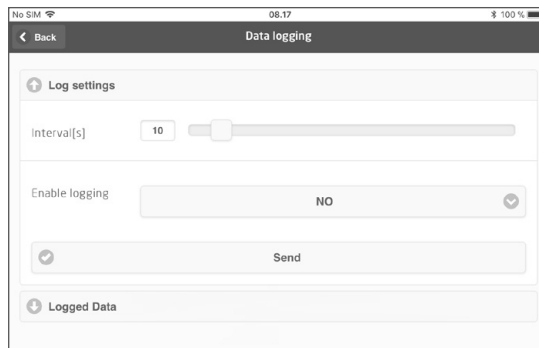 No SIM 08.17 100 %
Back Data logging
Log settings
Interval[s] 10
Enable logging NO
Send
Logged Data